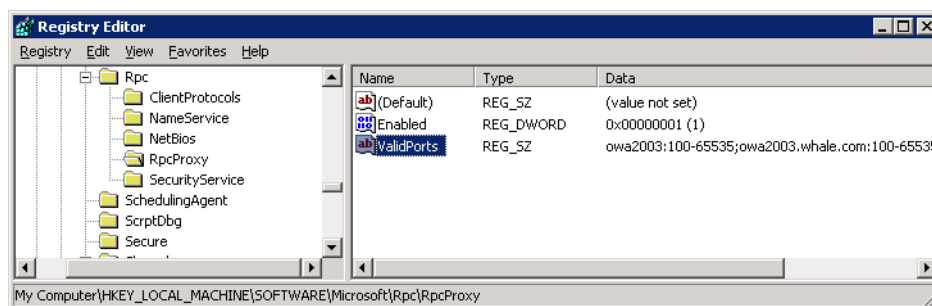 Registry Editor
Registry Edit View Favorites Help
Rpc
ClientProtocols
NameService
NetBios
RpcProxy
SecurityService
SchedulingAgent
ScrptDbg
Secure
Name Type Data
(Default) REG_SZ (value not set)
Enabled REG_DWORD 0x00000001 (1)
ValidPorts REG_SZ owa2003:100-65535;owa2003.whale.com:100-65535
My Computer\HKEY_LOCAL_MACHINE\SOFTWARE\Microsoft\Rpc\RpcProxy